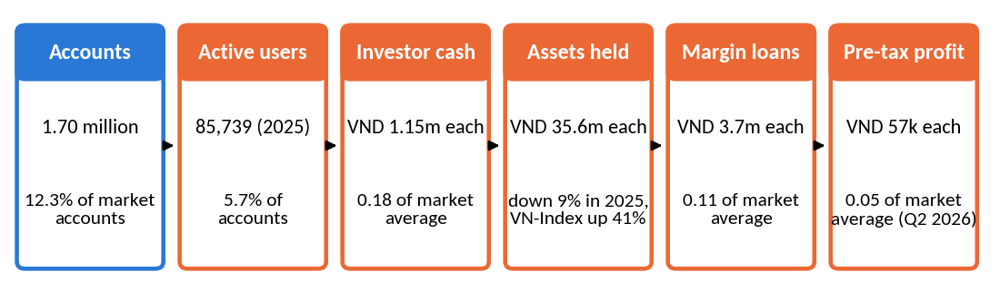 Accounts
1.70 million
12.3% of market
accounts
Active users
85,739 (2025)
5.7% of
accounts
Investor cash
VND 1.15m each
0.18 of market
average
Assets held
VND 35.6m each
down 9% in 2025,
VN-Index up 41%
Margin loans
VND 3.7m each
0.11 of market
average
Pre-tax profit
VND 57k each
0.05 of market
average (Q2 2026)